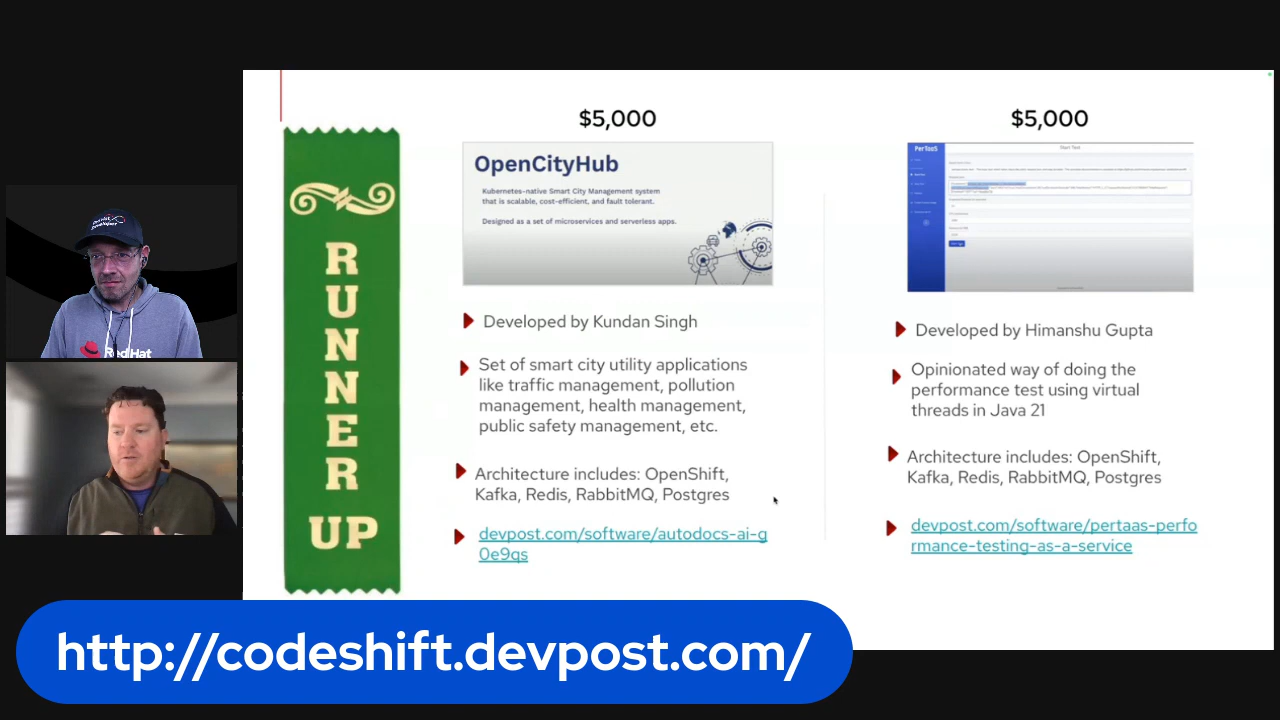 $5,000
OpenCityHub
Kubernetes-native Smart City Management system
that is scalable, cost-efficient, and fault tolerant.
Designed as a set of microservices and serverless apps.
Developed by Kundan Singh
Set of smart city utility applications
like traffic management, pollution
management, health management,
public safety management, etc.
Architecture includes: OpenShift,
Kafka, Redis, RabbitMQ, Postgres
devpost.com/software/autodocs-ai-g
0e9qs
$5,000
PerTaaS
Start Test
Developed by Himanshu Gupta
Opinionated way of doing the
performance test using virtual
threads in Java 21
Architecture includes: OpenShift,
Kafka, Redis, RabbitMQ, Postgres
devpost.com/software/pertaas-perfo
rmance-testing-as-a-service
RUNNER
UP
Red Hat
http://codeshift.devpost.com/